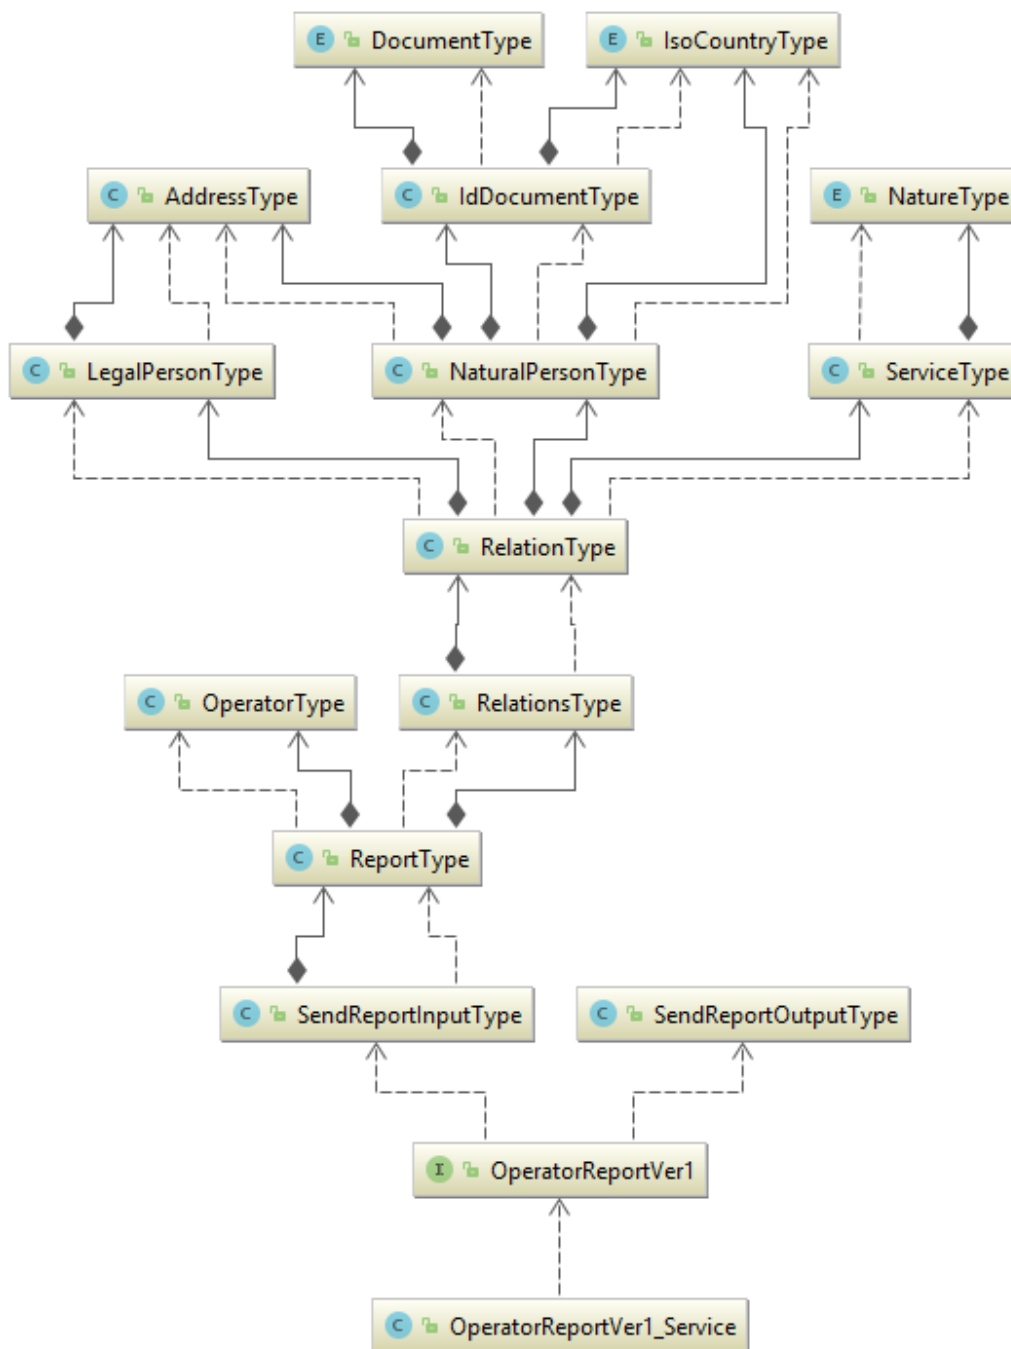 E DocumentType
E IsoCountryType
C AddressType
C IdDocumentType
E NatureType
C LegalPersonType
C NaturalPersonType
C ServiceType
C RelationType
C OperatorType
C RelationsType
C ReportType
C SendReportInputType
C SendReportOutputType
I OperatorReportVer1
C OperatorReportVer1_Service